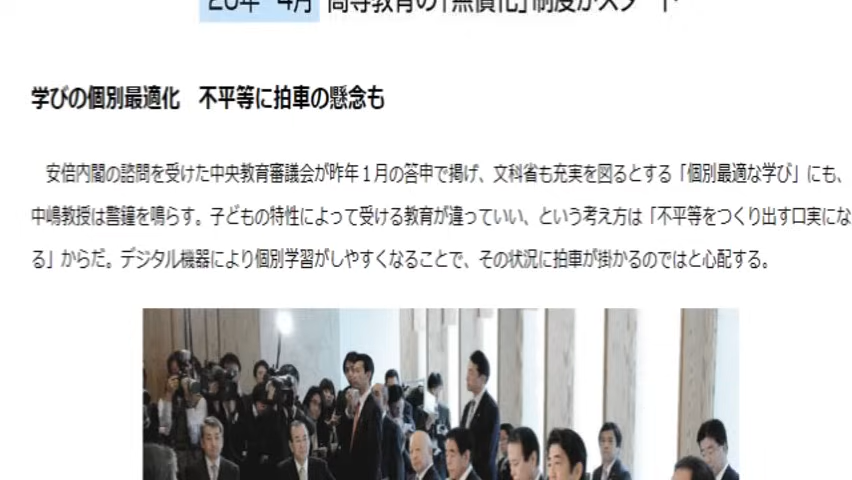 20年 4月 高等教育の「無償化」制度がスタート
学びの個別最適化　不平等に拍車の懸念も
安倍内閣の諮問を受けた中央教育審議会が昨年１月の答申で掲げ、文科省も充実を図るとする「個別最適な学び」にも、
中嶋教授は警鐘を鳴らす。子どもの特性によって受ける教育が違っていい、という考え方は「不平等をつくり出す口実にな
る」からだ。デジタル機器により個別学習がしやすくなることで、その状況に拍車が掛かるのではと心配する。